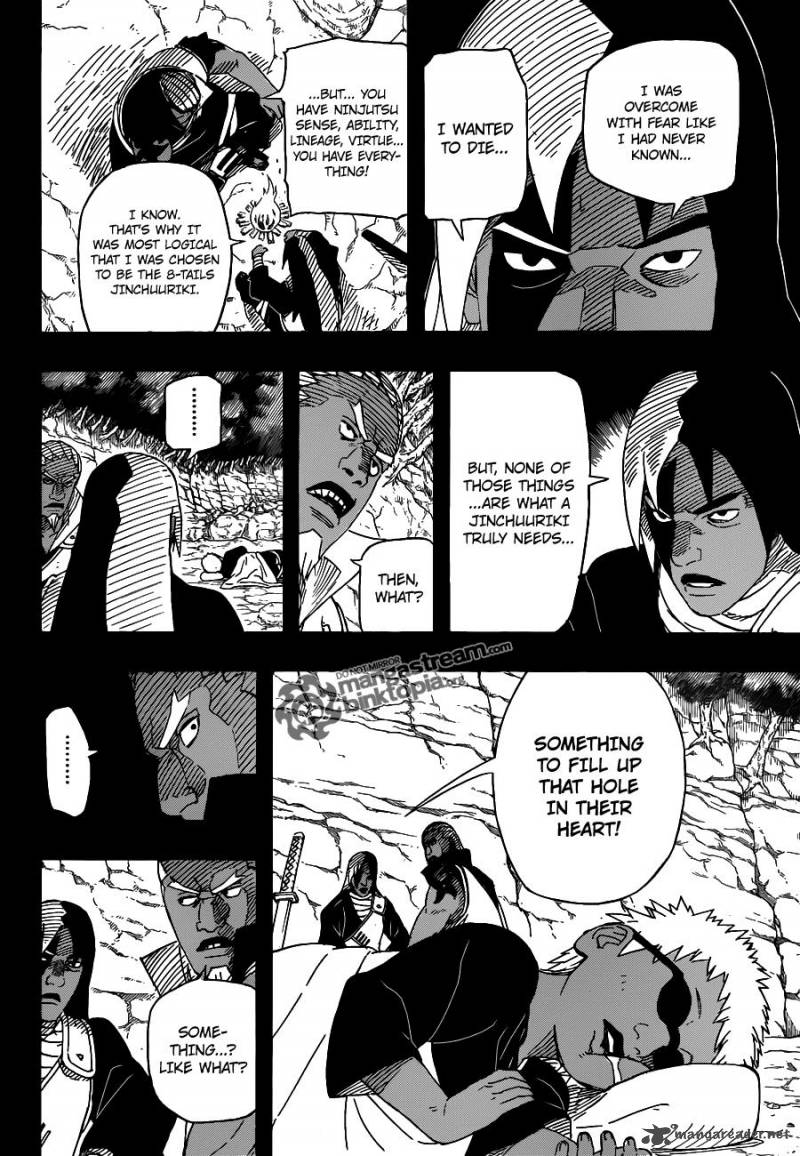 I WAS
OVERCOME
WITH FEAR LIKE
I HAD NEVER
KNOWN...
I WANTED
TO DIE...
...BUT... YOU
HAVE NINJUTSU
SENSE, ABILITY,
LINEAGE, VIRTUE...
YOU HAVE EVERY-
THING!
I KNOW.
THAT'S WHY IT
WAS MOST LOGICAL
THAT I WAS CHOSEN
TO BE THE 8-TAILS
JINCHUURIKI.
BUT, NONE OF
THOSE THINGS
...ARE WHAT A
JINCHUURIKI
TRULY NEEDS...
THEN,
WHAT?
.........
DO NOT MIRROR
mangastream.com
binktopia.net
SOMETHING
TO FILL UP
THAT HOLE
IN THEIR
HEART!
.......
SOME-
THING...?
LIKE WHAT?
mangareader.net